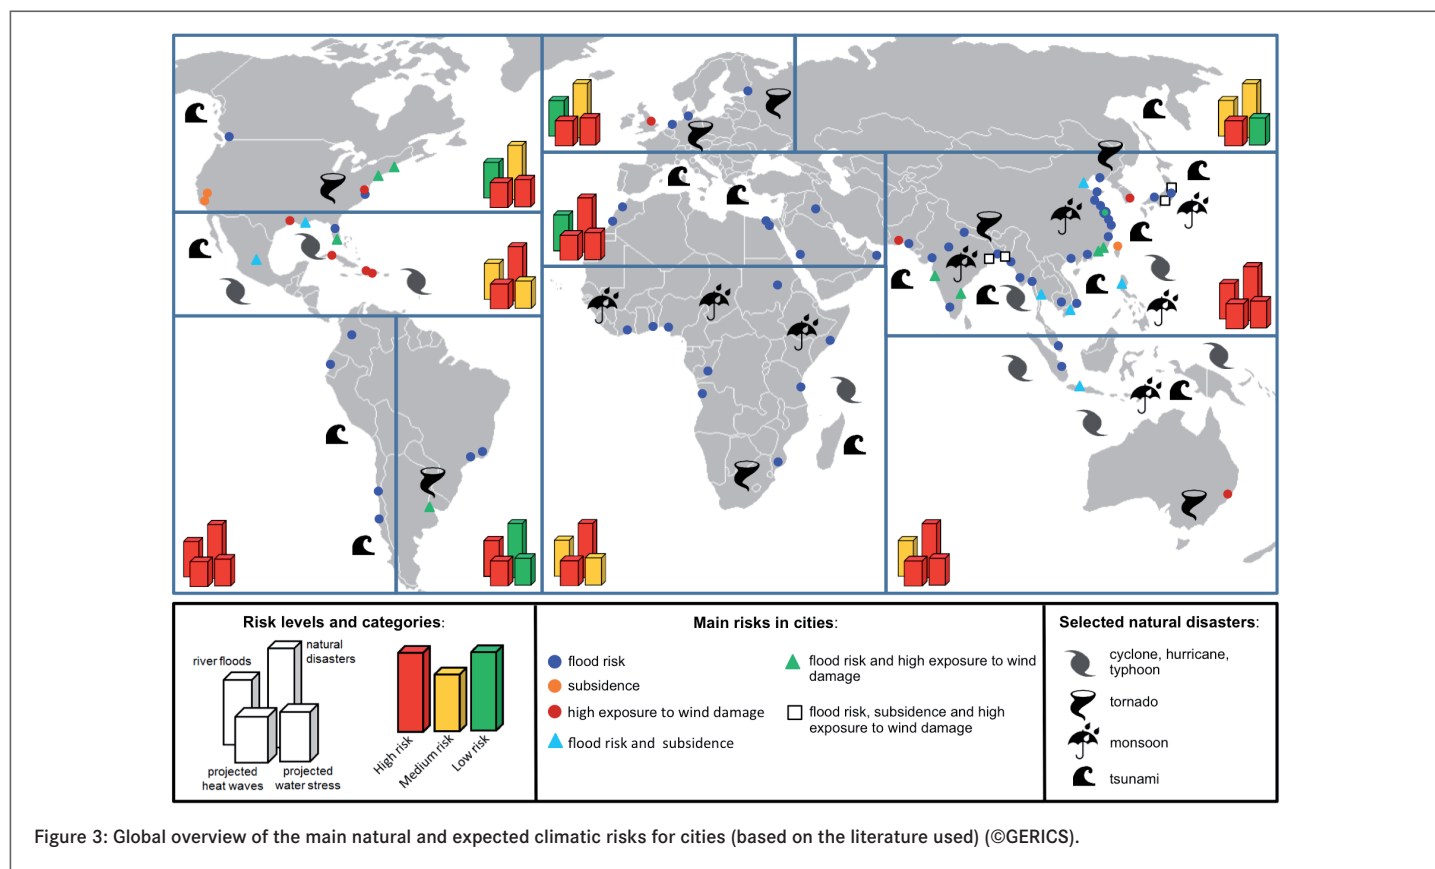 Risk levels and categories:
river floods
natural
disasters
projected
heat waves
projected
water stress
High risk
Medium risk
Low risk
Main risks in cities:
flood risk
subsidence
high exposure to wind damage
flood risk and subsidence
flood risk and high exposure to wind
damage
flood risk, subsidence and high
exposure to wind damage
Selected natural disasters:
cyclone, hurricane,
typhoon
tornado
monsoon
tsunami
Figure 3: Global overview of the main natural and expected climatic risks for cities (based on the literature used) (©GERICS).